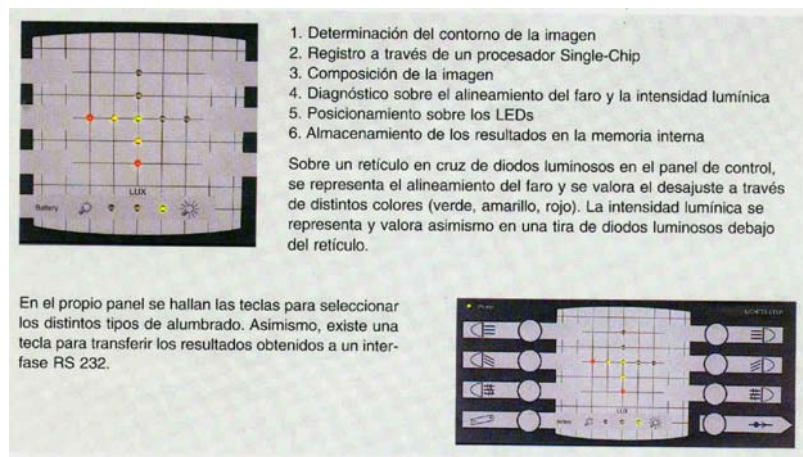 1. Determinación del contorno de la imagen
2. Registro a través de un procesador Single-Chip
3. Composición de la imagen
4. Diagnóstico sobre el alineamiento del faro y la intensidad lumínica
5. Posicionamiento sobre los LEDs
6. Almacenamiento de los resultados en la memoria interna
Sobre un retículo en cruz de diodos luminosos en el panel de control,
se representa el alineamiento del faro y se valora el desajuste a través
de distintos colores (verde, amarillo, rojo). La intensidad lumínica se
representa y valora asimismo en una tira de diodos luminosos debajo
del retículo.
LUX
Battery
En el propio panel se hallan las teclas para seleccionar
los distintos tipos de alumbrado. Asimismo, existe una
tecla para transferir los resultados obtenidos a un inter-
fase RS 232.
LUX
Battery